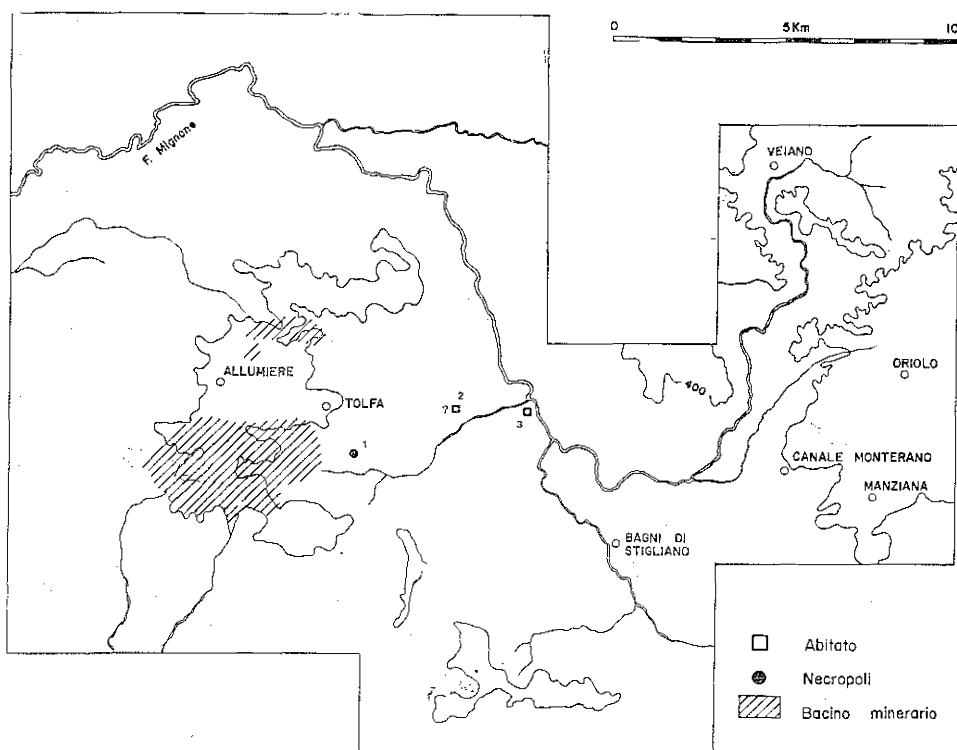 0 5Km 10
F. Mignone
VEIANO
ALLUMIERE
TOLFA
400
ORIOLO
? 2
3
1
CANALE MONTERANO
MANZIANA
BAGNI DI
STIGLIANO
Abitato
Necropoli
Bacino minerario